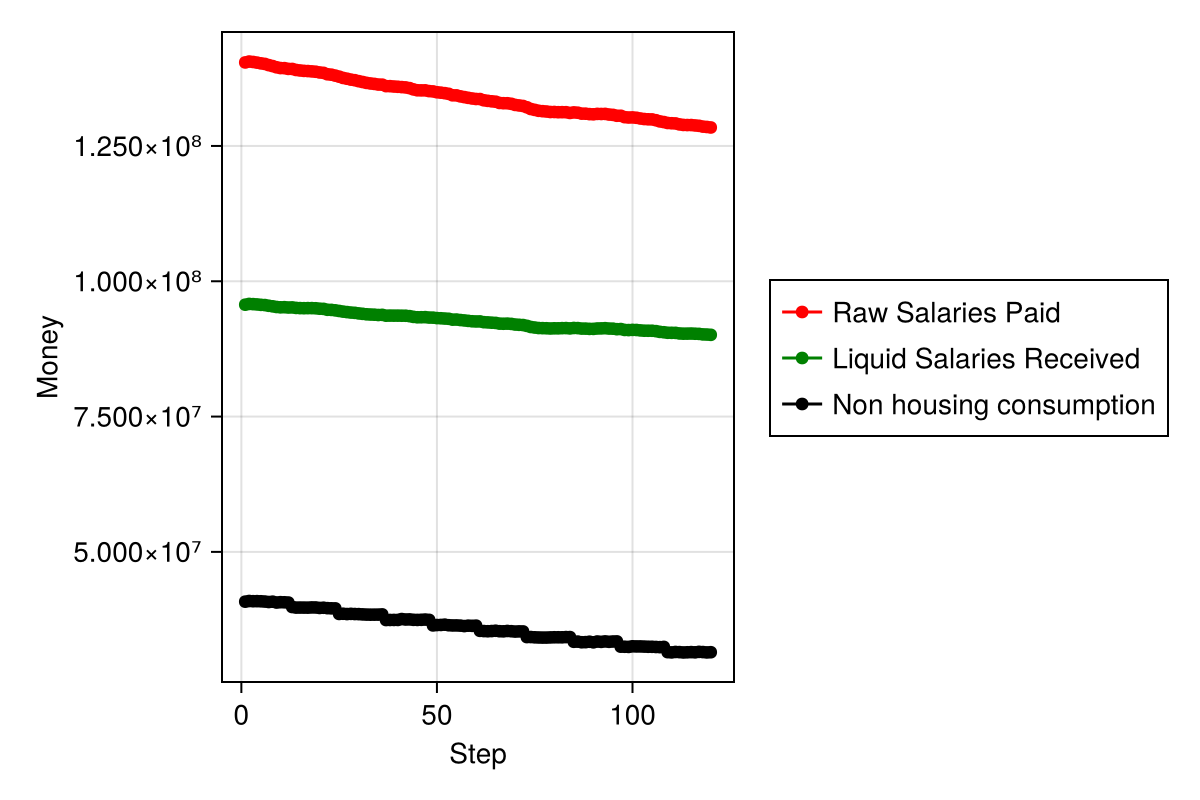 Money
1.250×10⁸
1.000×10⁸
7.500×10⁷
5.000×10⁷
0 50 100
Step
Raw Salaries Paid
Liquid Salaries Received
Non housing consumption